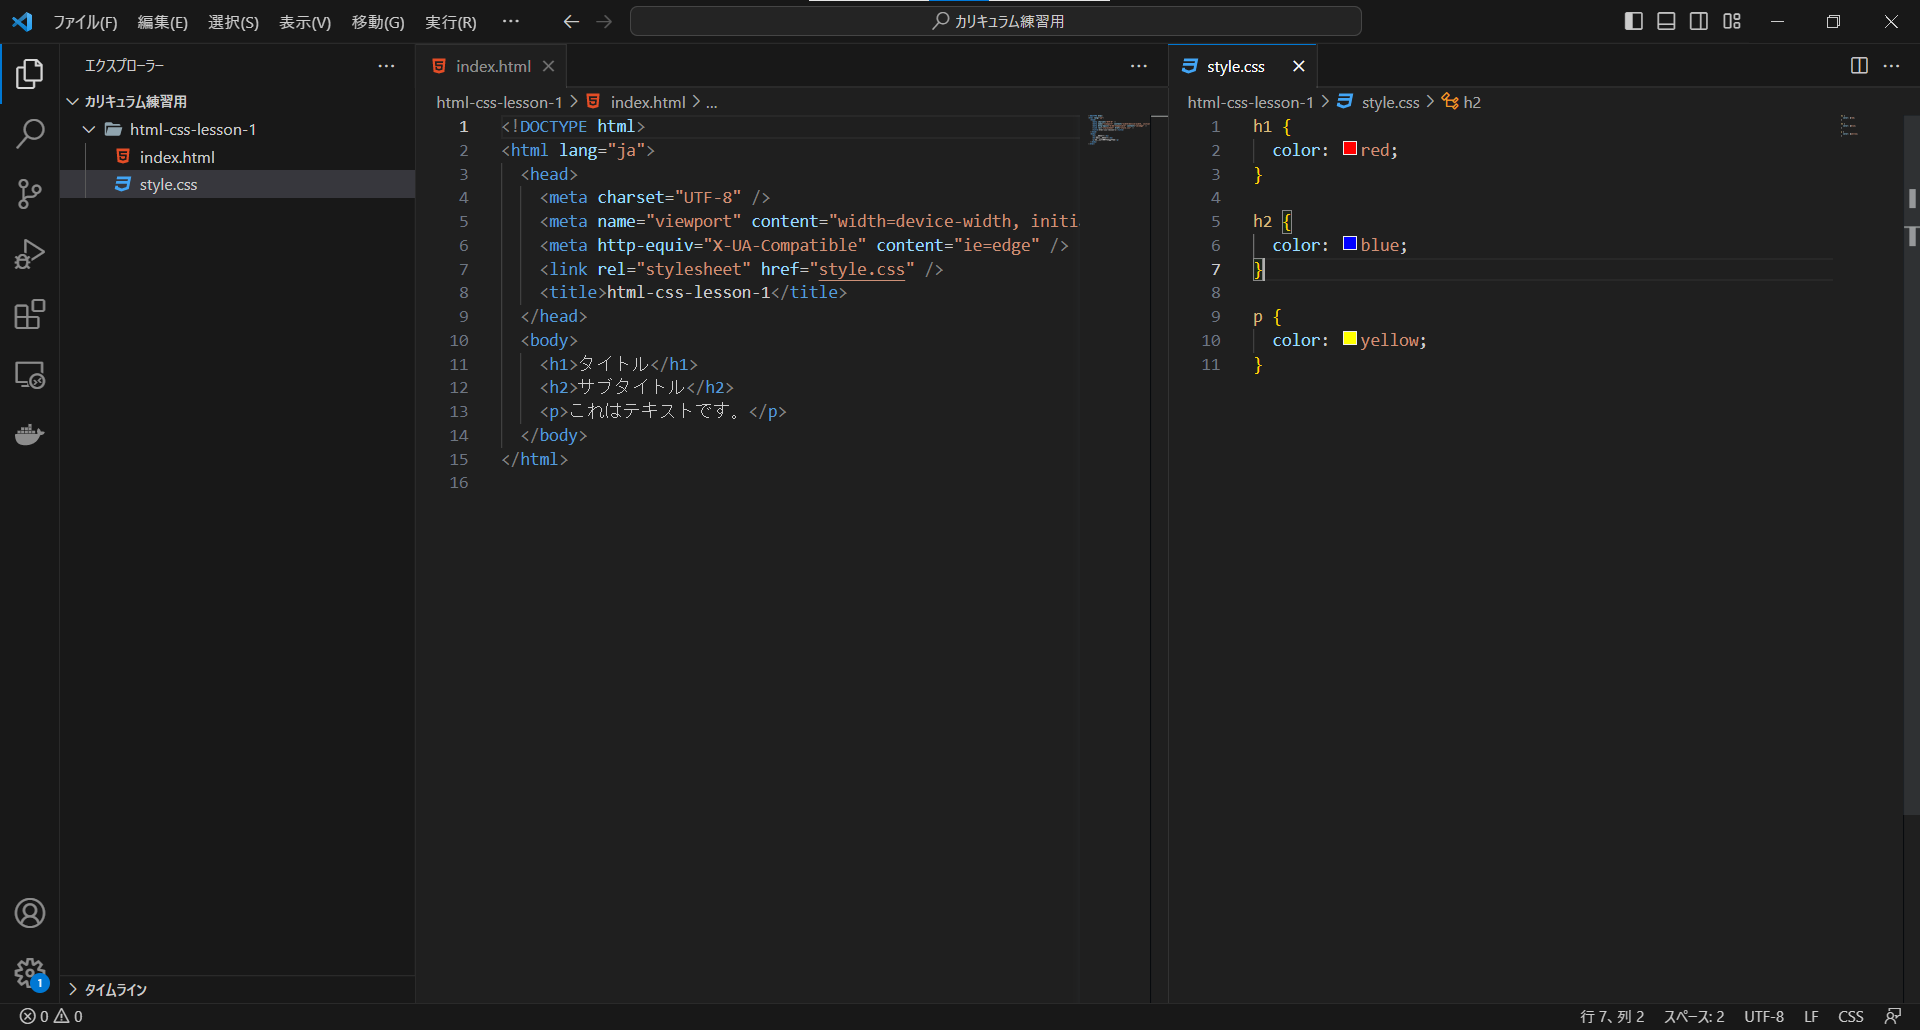 ファイル(F) 編集(E) 選択(S) 表示(V) 移動(G) 実行(R) ··· カリキュラム練習用
エクスプローラー ···
カリキュラム練習用
html-css-lesson-1
index.html
style.css
タイムライン
index.html ···
html-css-lesson-1 > index.html > ...
1 <!DOCTYPE html>
2 <html lang="ja">
3 <head>
4 <meta charset="UTF-8" />
5 <meta name="viewport" content="width=device-width, initi
6 <meta http-equiv="X-UA-Compatible" content="ie=edge" />
7 <link rel="stylesheet" href="style.css" />
8 <title>html-css-lesson-1</title>
9 </head>
10 <body>
11 <h1>タイトル</h1>
12 <h2>サブタイトル</h2>
13 <p>これはテキストです。</p>
14 </body>
15 </html>
16
style.css ···
html-css-lesson-1 > style.css > h2
1 h1 {
2 color: red;
3 }
4
5 h2 {
6 color: blue;
7 }
8
9 p {
10 color: yellow;
11 }
1
0 0 行 7、列 2 スペース: 2 UTF-8 LF CSS